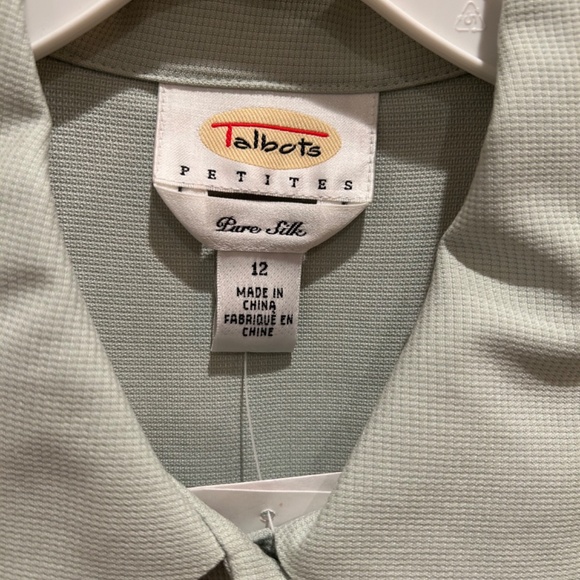 Talbots
PETITES
Pure Silk
12
MADE IN
CHINA
FABRIQUÉ EN
CHINE